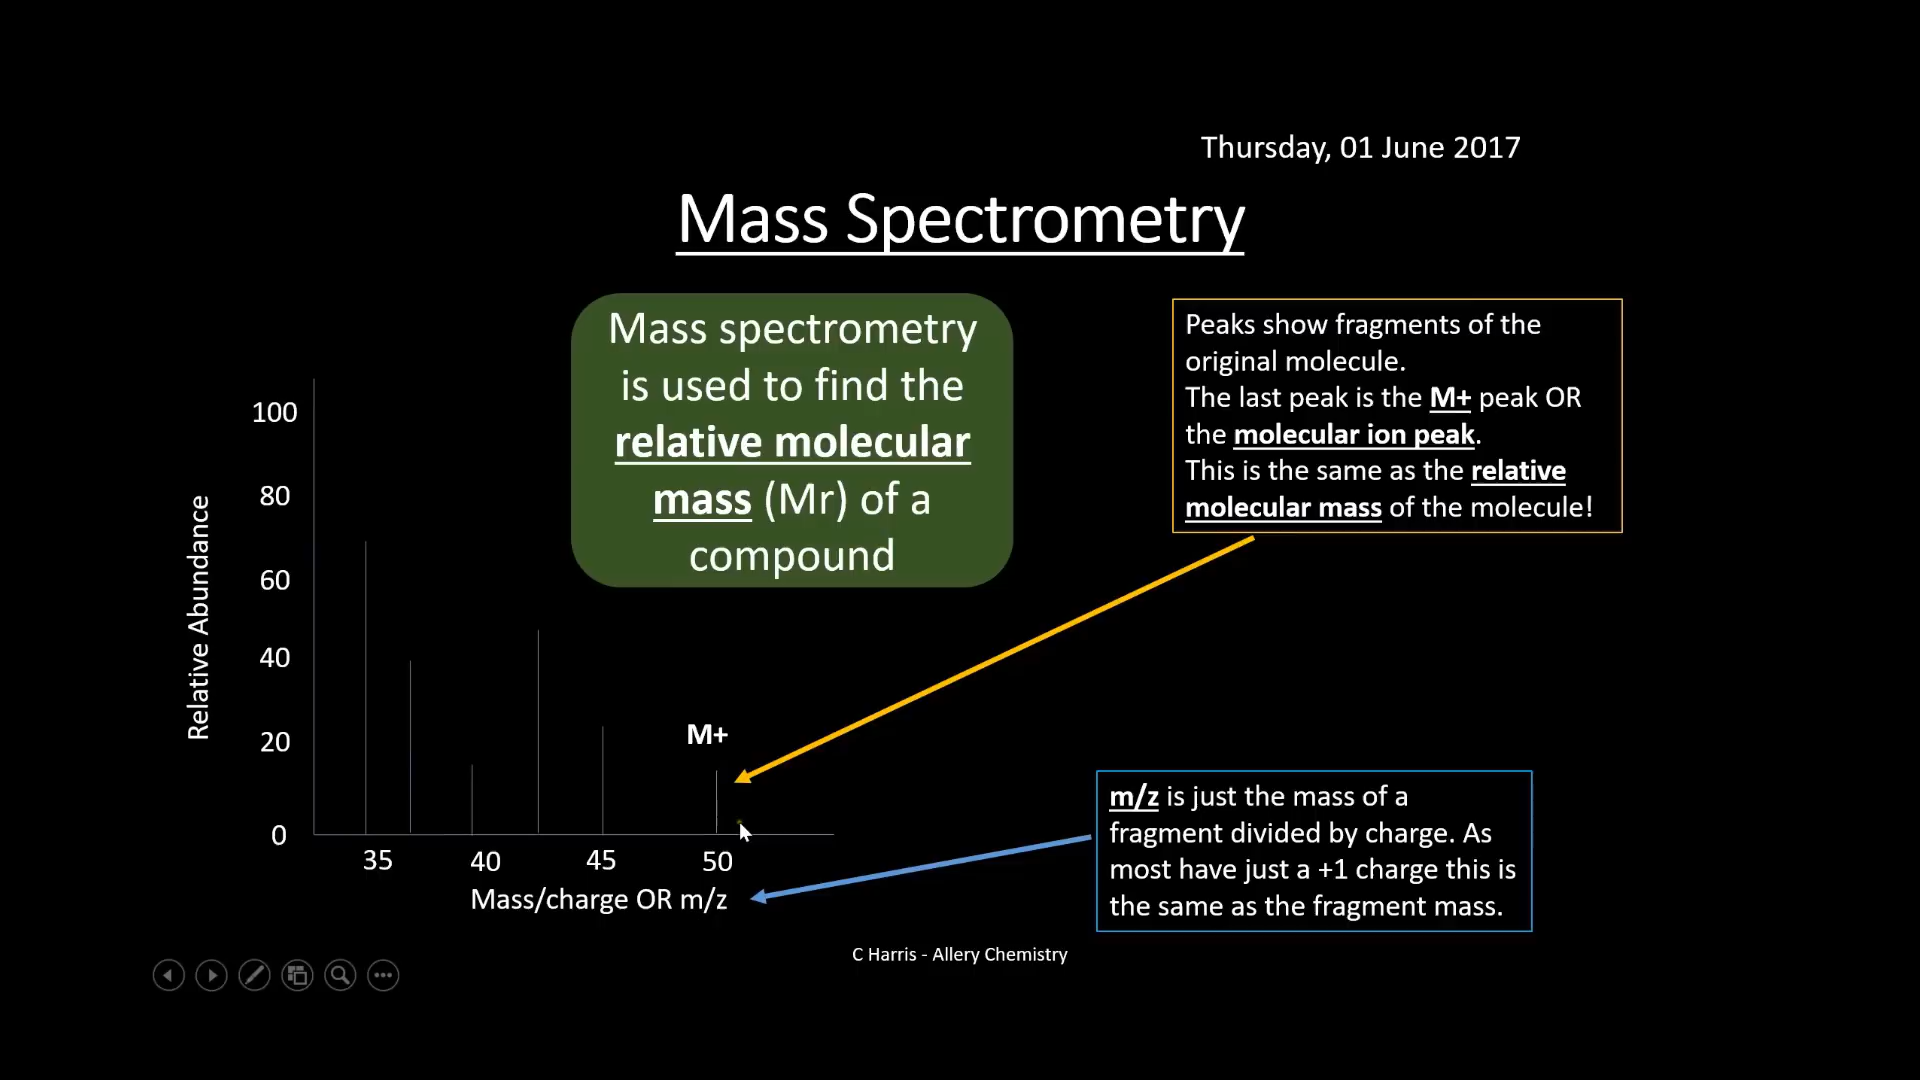 Thursday, 01 June 2017
Mass Spectrometry
Mass spectrometry
is used to find the
relative molecular
mass (Mr) of a
compound
Peaks show fragments of the
original molecule.
The last peak is the M+ peak OR
the molecular ion peak.
This is the same as the relative
molecular mass of the molecule!
100
80
60
40
20
0
Relative Abundance
M+
35 40 45 50
Mass/charge OR m/z
m/z is just the mass of a
fragment divided by charge. As
most have just a +1 charge this is
the same as the fragment mass.
C Harris - Allery Chemistry